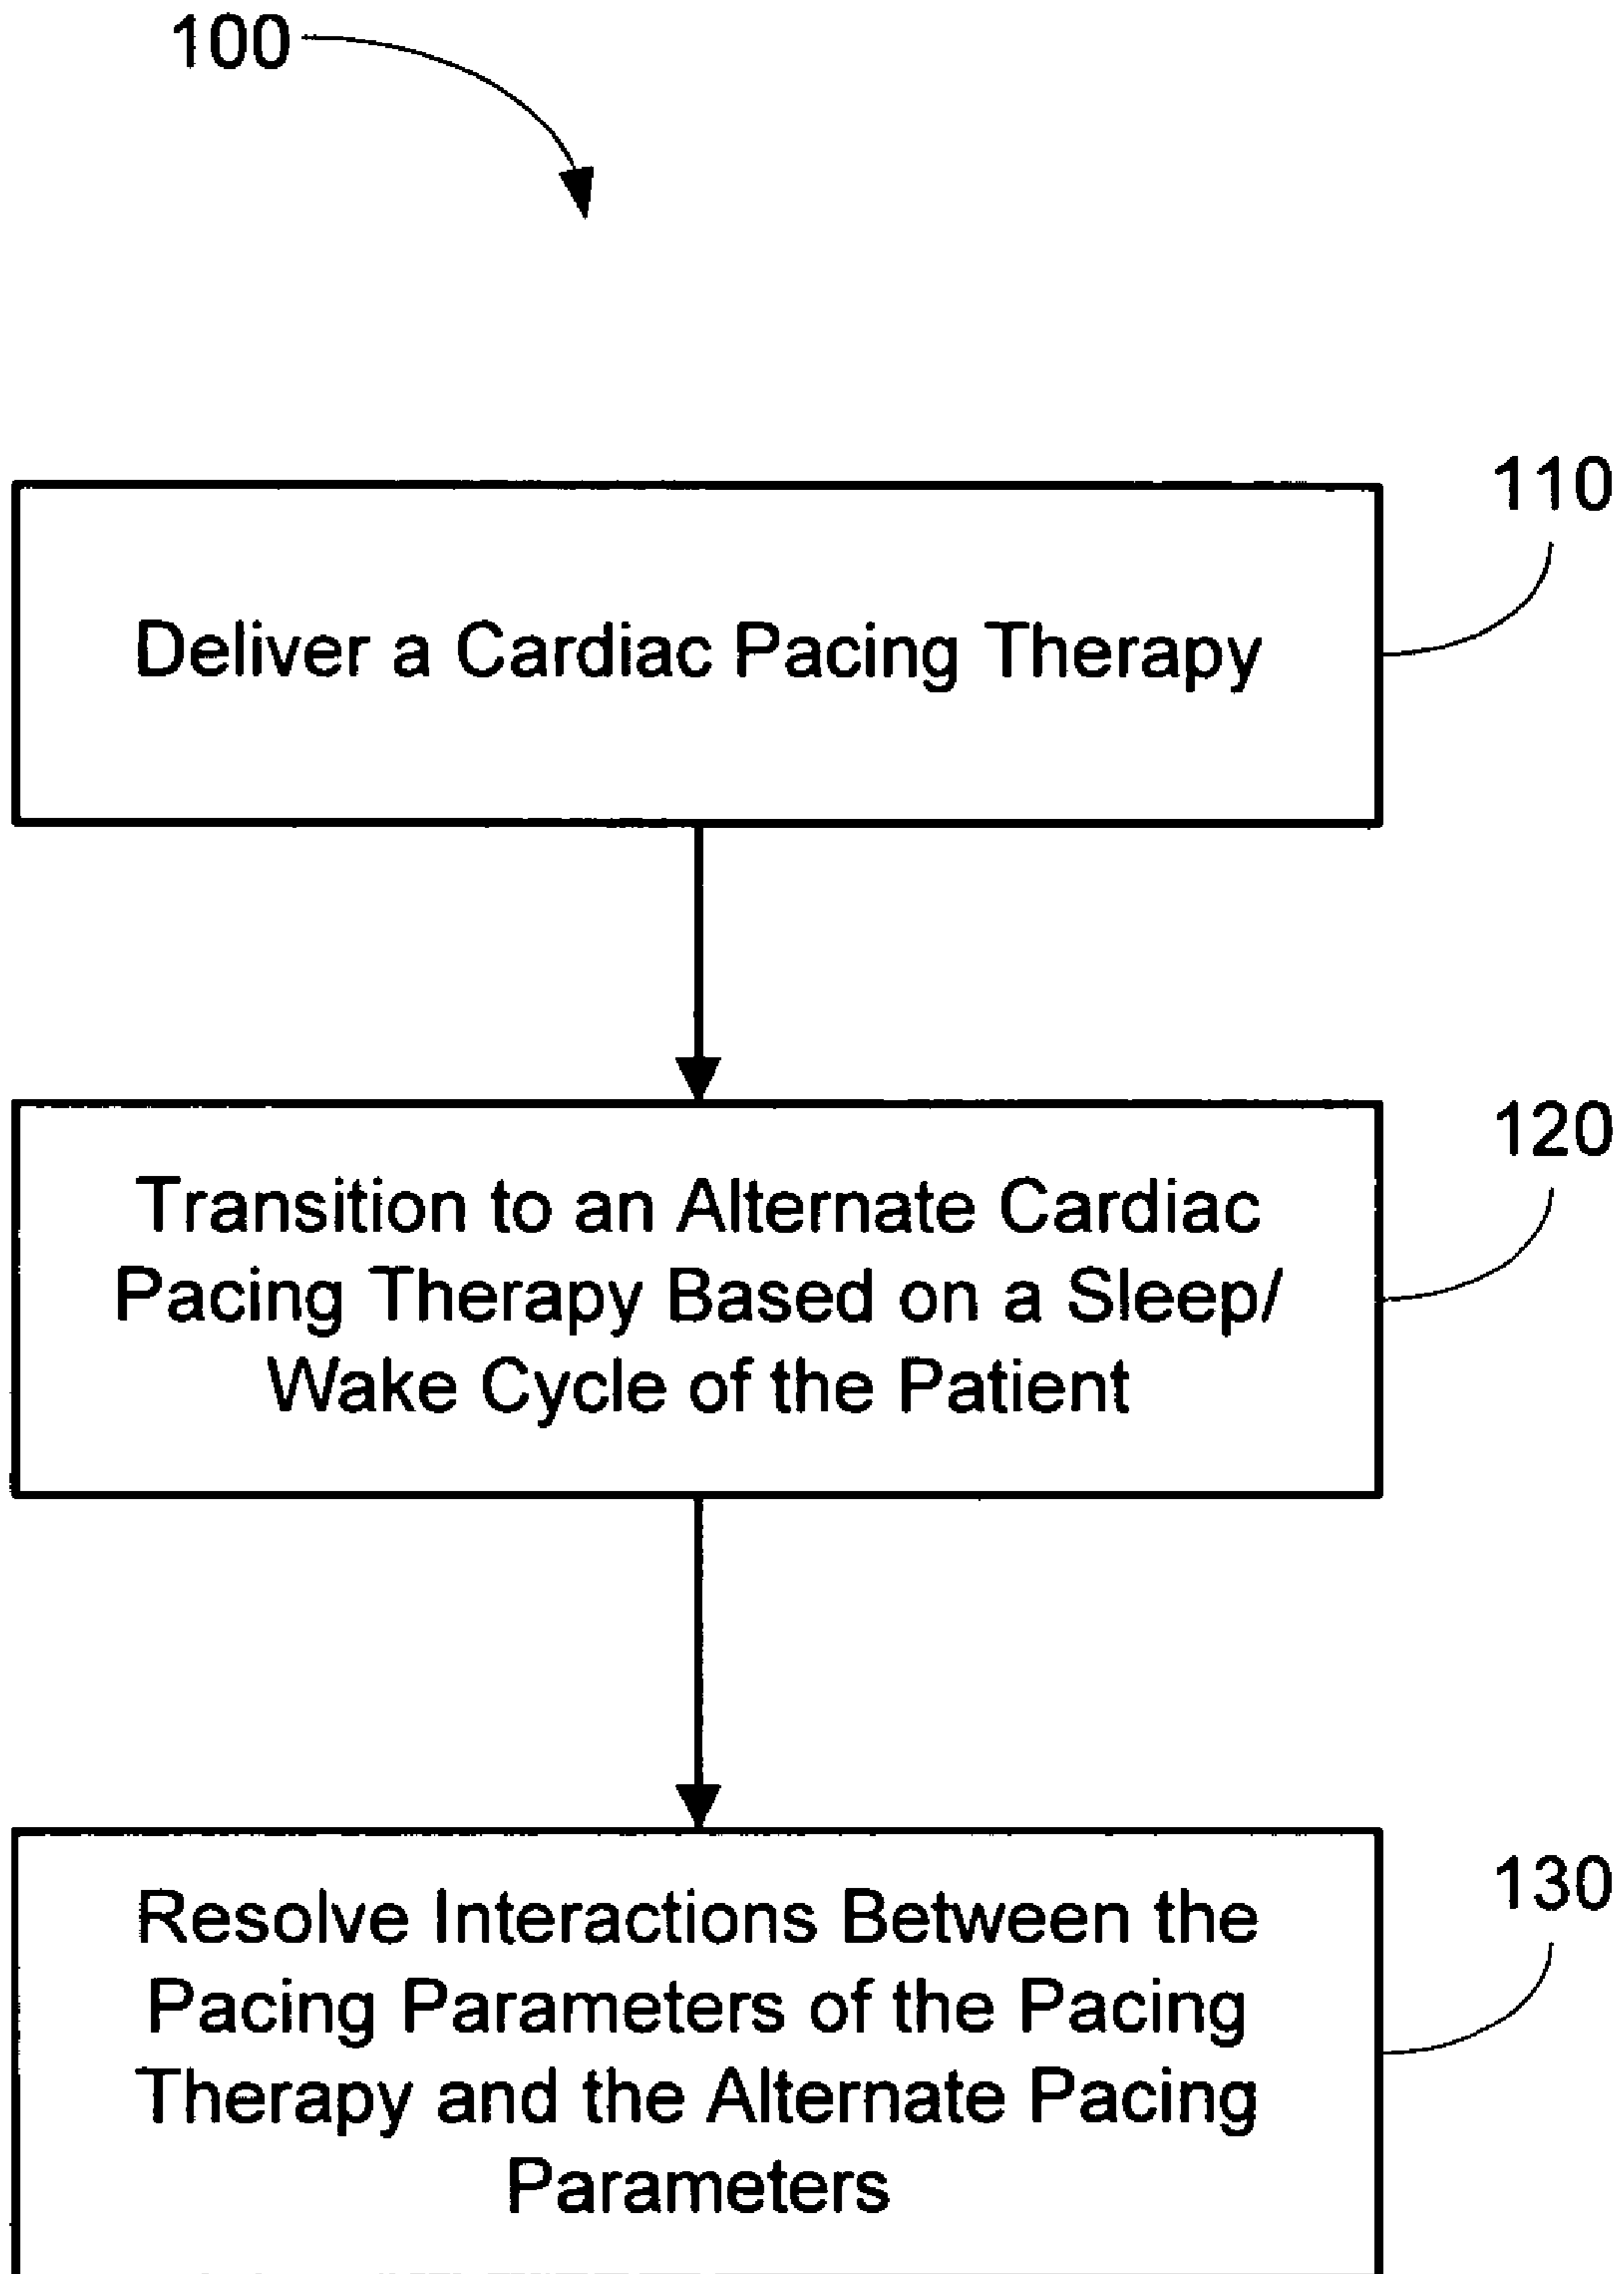 100
110
Deliver a Cardiac Pacing Therapy
120
Transition to an Alternate Cardiac
Pacing Therapy Based on a Sleep/
Wake Cycle of the Patient
130
Resolve Interactions Between the
Pacing Parameters of the Pacing
Therapy and the Alternate Pacing
Parameters